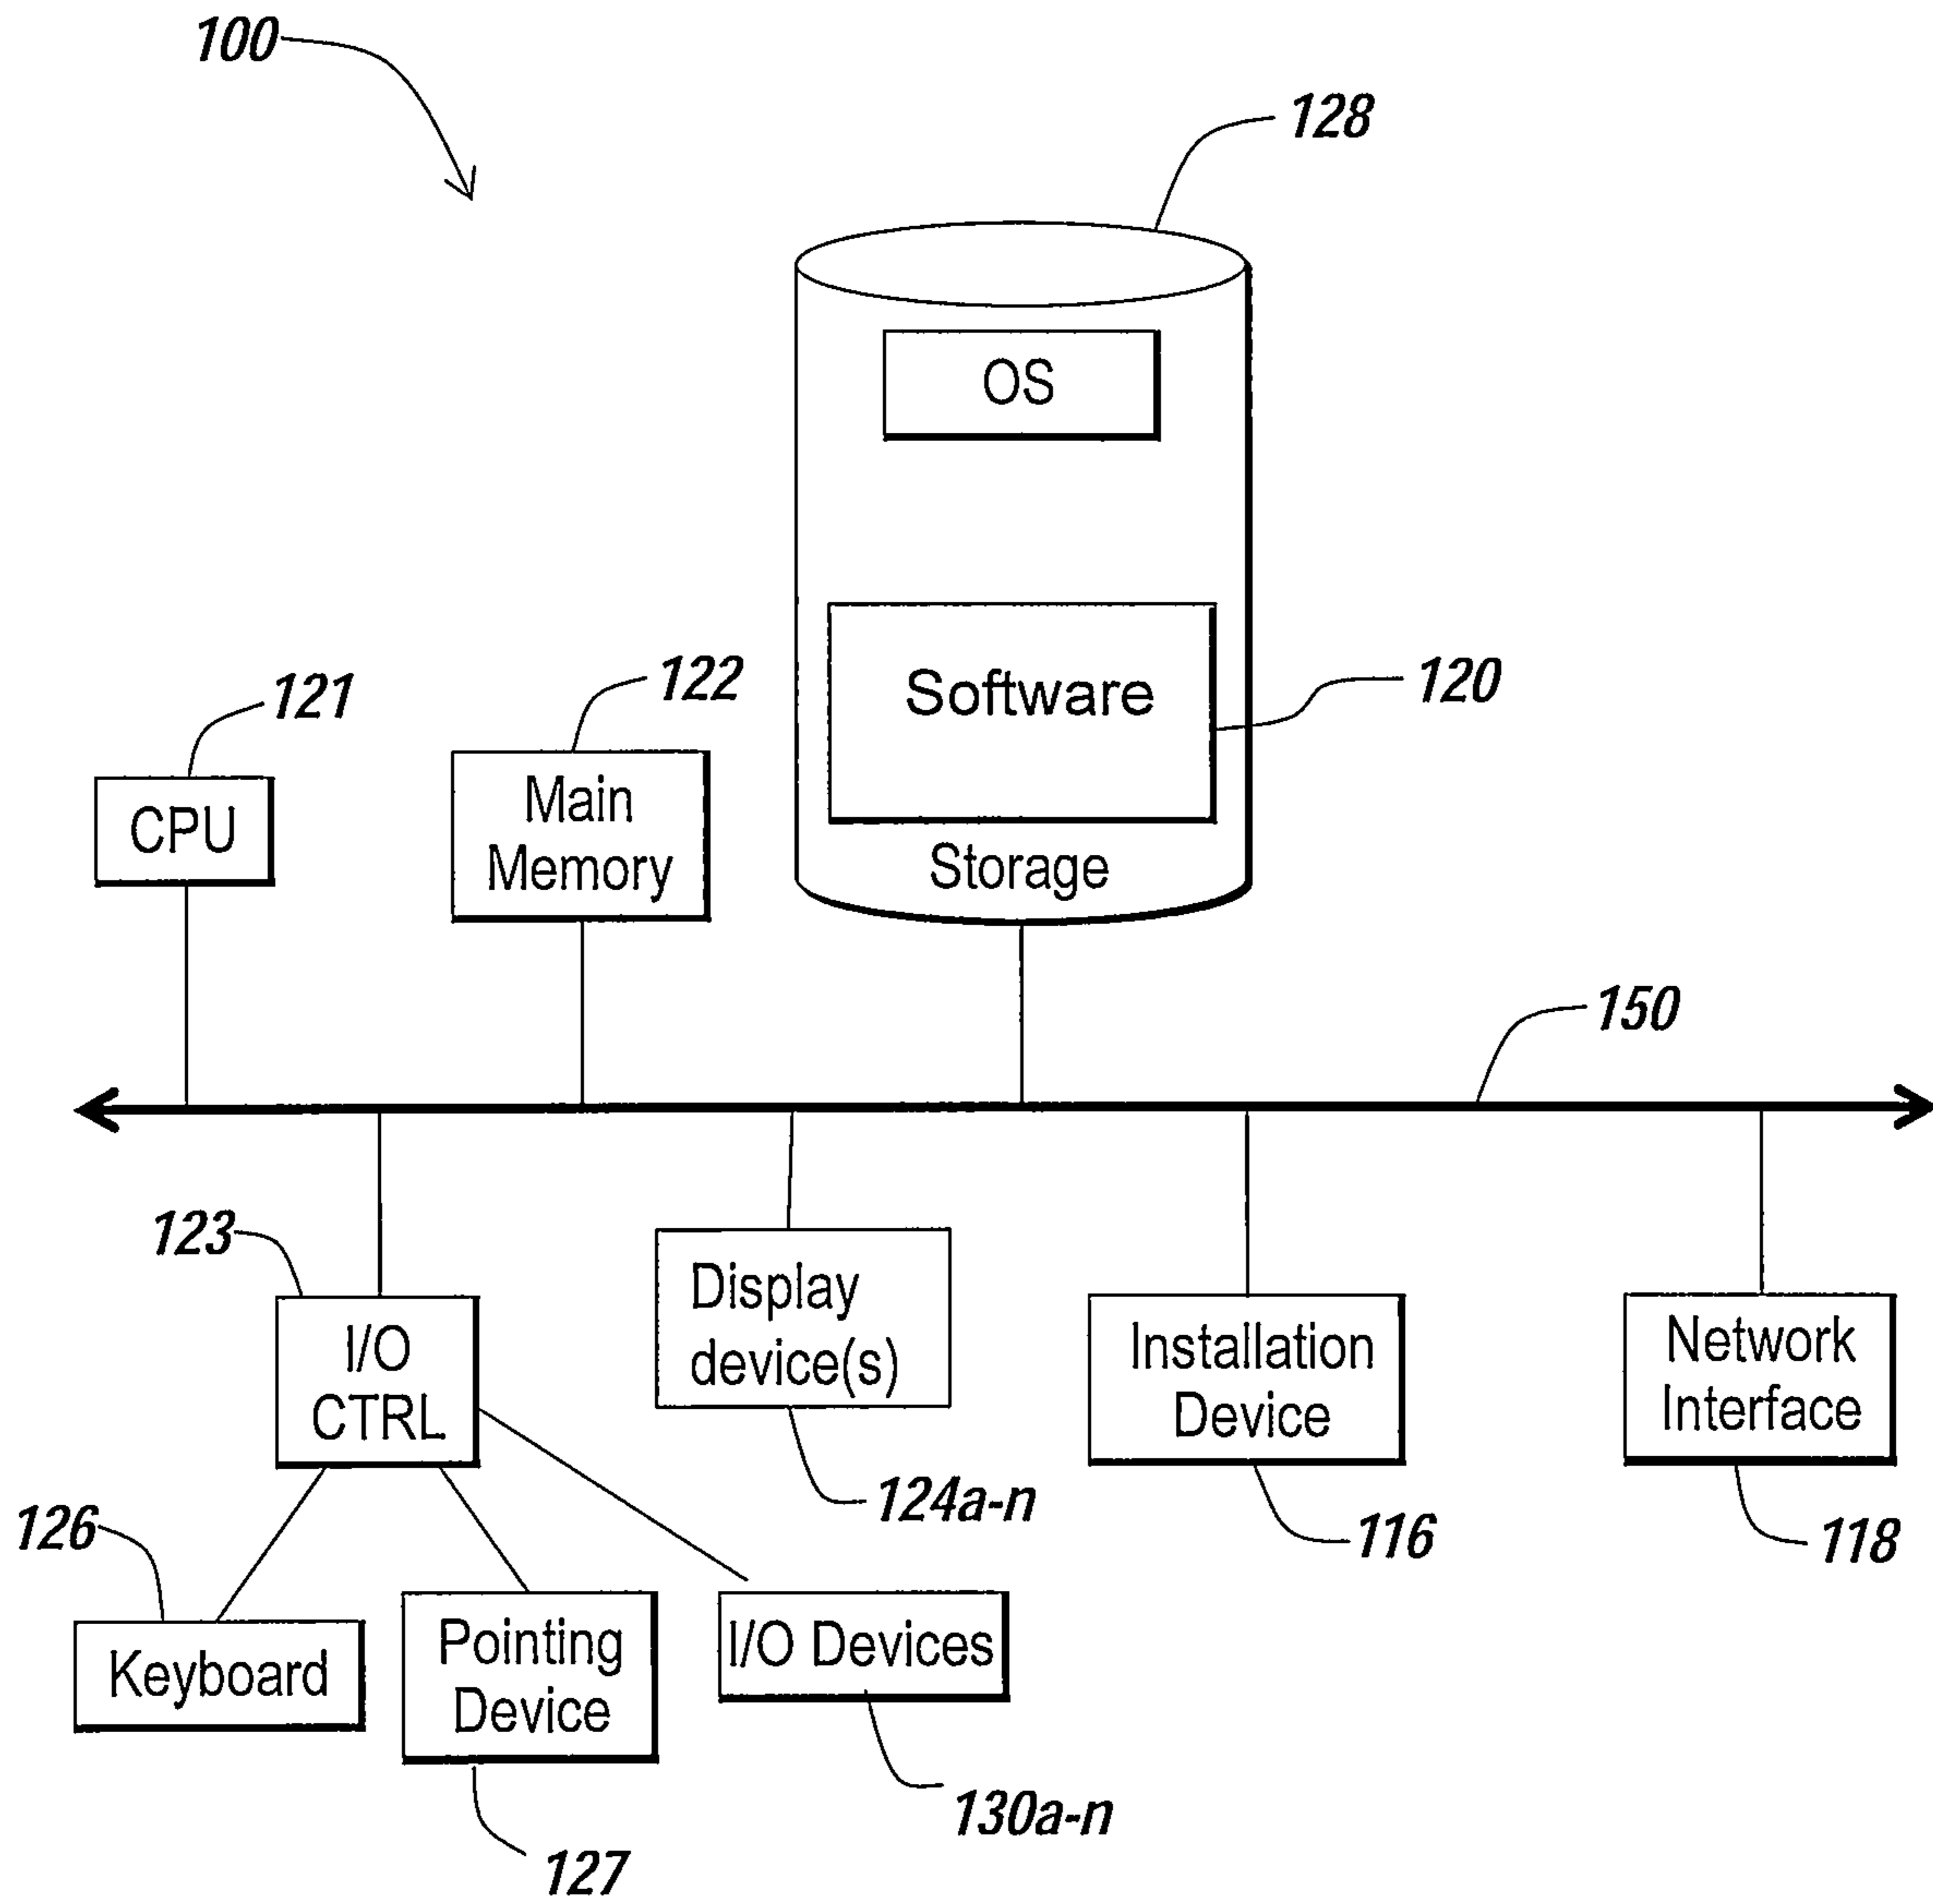 100
128
OS
Software
120
Storage
121
CPU
122
Main
Memory
150
123
I/O
CTRL
Display
device(s)
124a-n
Installation
Device
116
Network
Interface
118
126
Keyboard
Pointing
Device
127
I/O Devices
130a-n